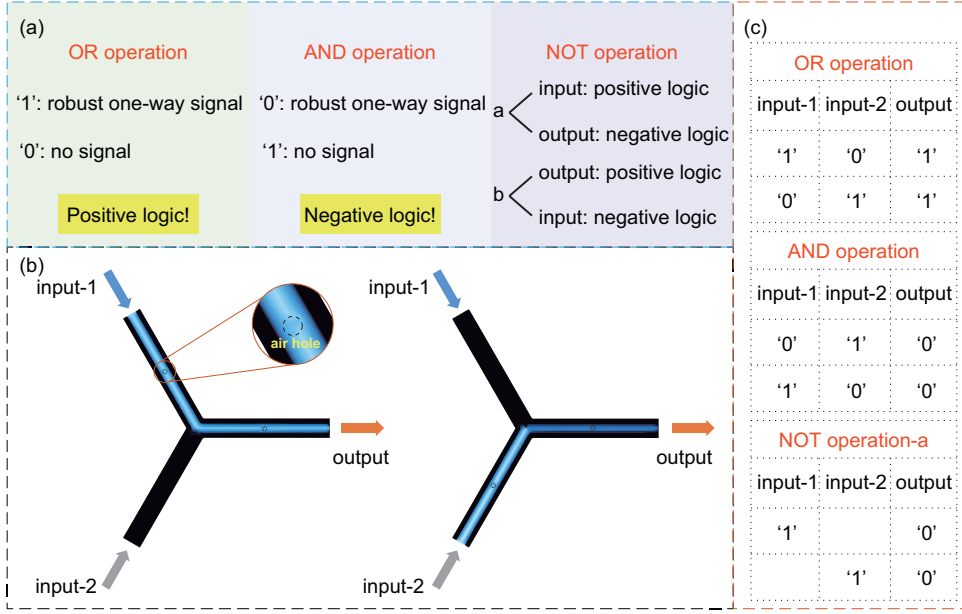 (a)
OR operation
'1': robust one-way signal
'0': no signal
Positive logic!
AND operation
'0': robust one-way signal
'1': no signal
Negative logic!
NOT operation
a
input: positive logic
output: negative logic
b
output: positive logic
input: negative logic
(b)
input-1
air hole
output
input-2
input-1
output
input-2
(c)
OR operation
input-1 input-2 output
'1' '0' '1'
'0' '1' '1'
AND operation
input-1 input-2 output
'0' '1' '0'
'1' '0' '0'
NOT operation-a
input-1 input-2 output
'1' '0'
'1' '0'